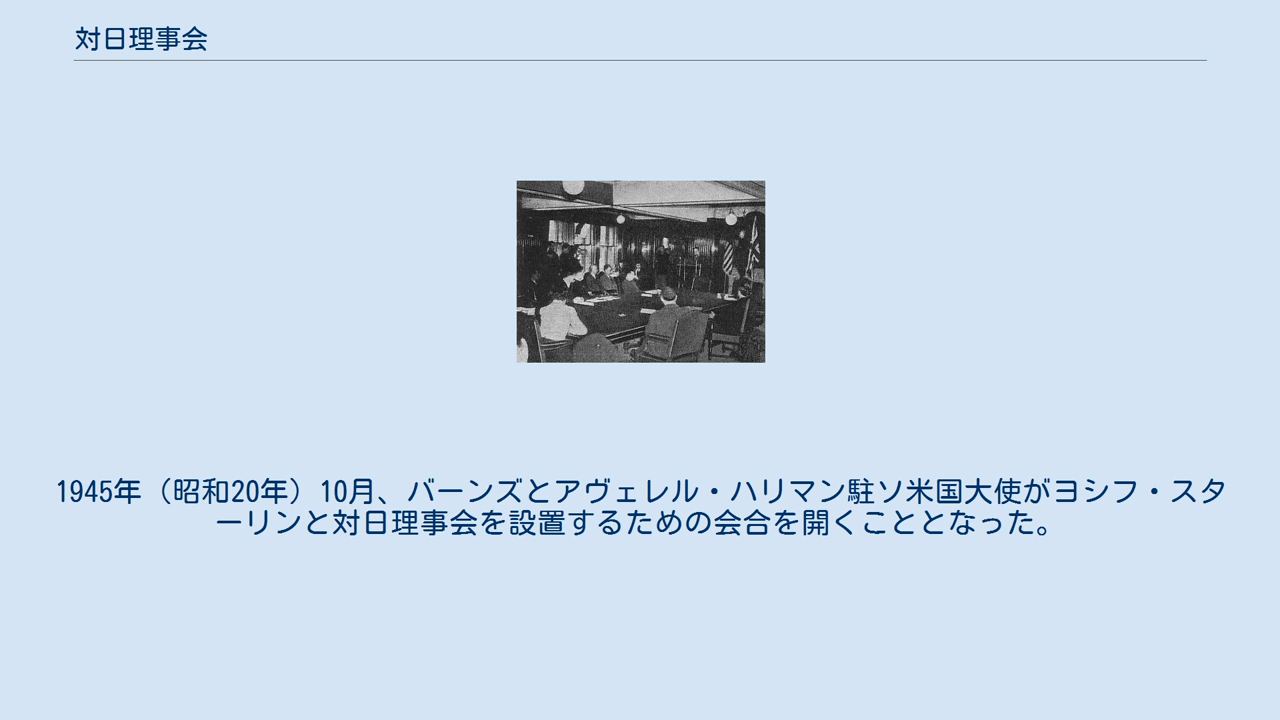 対日理事会
1945年（昭和20年）10月、バーンズとアヴェレル・ハリマン駐ソ米国大使がヨシフ・スタ
ーリンと対日理事会を設置するための会合を開くこととなった。